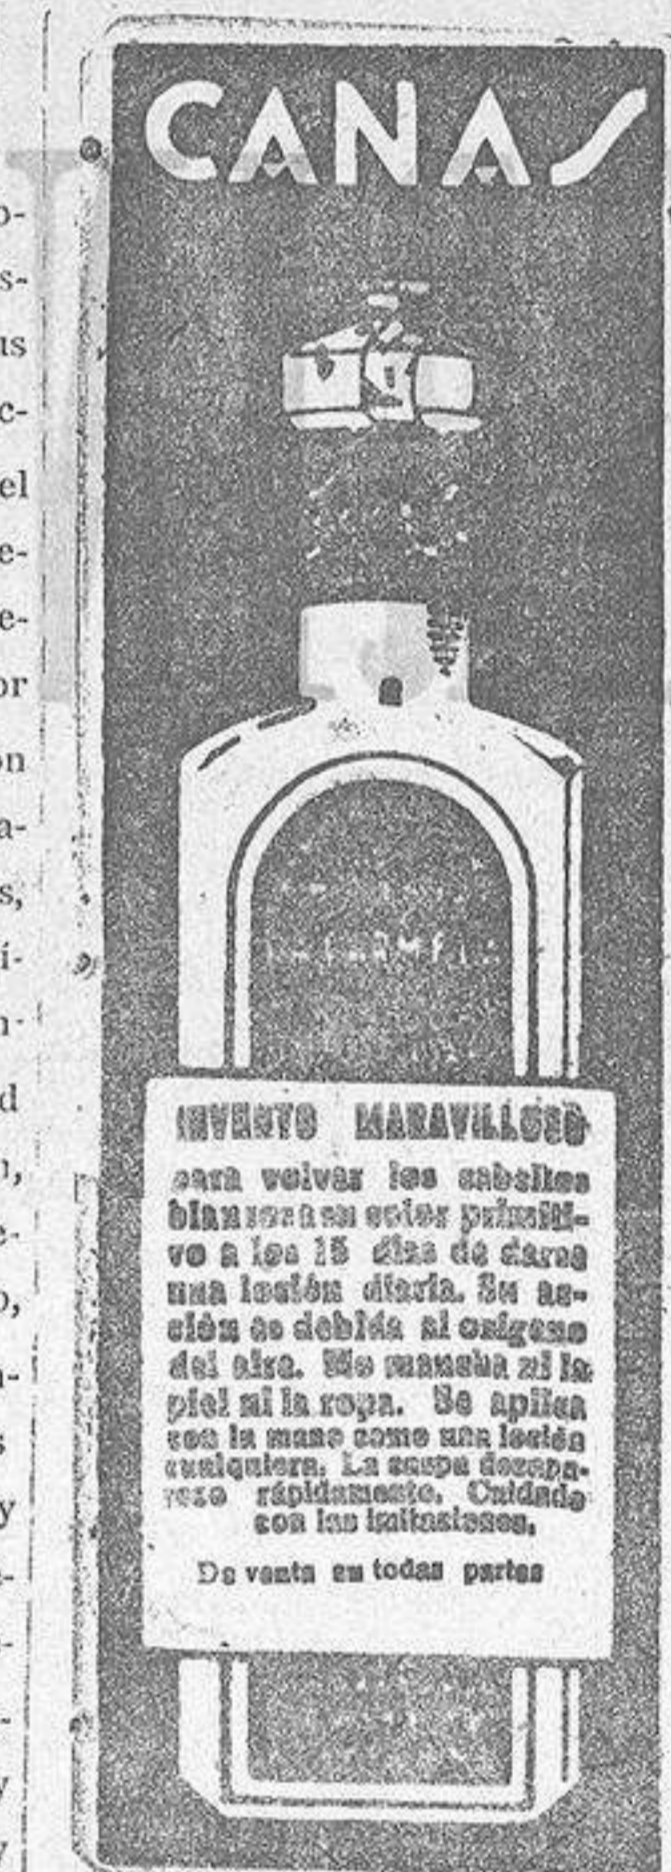 CANAS
INVENTO MARAVILLOSO
para volver los cabellos
blancos a su color primiti-
vo a los 15 días de darse
una loción diaria. Su ac-
ción es debida al oxígeno
del aire. No mancha ni la
piel ni la ropa. Se aplica
con la mano como una loción
cualquiera. La caspa desapa-
rece rápidamente. Cuidado
con las imitaciones.
De venta en todas partes